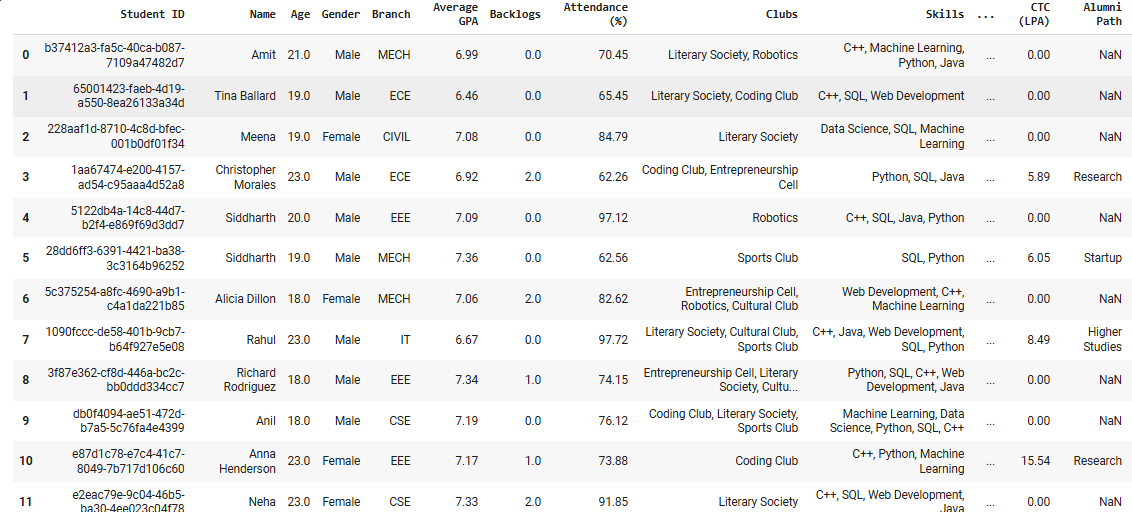 Student ID Name Age Gender Branch Average GPA Backlogs Attendance (%) Clubs Skills ... CTC (LPA) Alumni Path
0 b37412a3-fa5c-40ca-b087-7109a47482d7 Amit 21.0 Male MECH 6.99 0.0 70.45 Literary Society, Robotics C++, Machine Learning, Python, Java ... 0.00 NaN
1 65001423-faeb-4d19-a550-8ea26133a34d Tina Ballard 19.0 Male ECE 6.46 0.0 65.45 Literary Society, Coding Club C++, SQL, Web Development ... 0.00 NaN
2 228aaf1d-8710-4c8d-bfec-001b0df01f34 Meena 19.0 Female CIVIL 7.08 0.0 84.79 Literary Society Data Science, SQL, Machine Learning ... 0.00 NaN
3 1aa67474-e200-4157-ad54-c95aaa4d52a8 Christopher Morales 23.0 Male ECE 6.92 2.0 62.26 Coding Club, Entrepreneurship Cell Python, SQL, Java ... 5.89 Research
4 5122db4a-14c8-44d7-b2f4-e869f69d3dd7 Siddharth 20.0 Male EEE 7.09 0.0 97.12 Robotics C++, SQL, Java, Python ... 0.00 NaN
5 28dd6ff3-6391-4421-ba38-3c3164b96252 Siddharth 19.0 Male MECH 7.36 0.0 62.56 Sports Club SQL, Python ... 6.05 Startup
6 5c375254-a8fc-4690-a9b1-c4a1da221b85 Alicia Dillon 18.0 Female MECH 7.06 2.0 82.62 Entrepreneurship Cell, Robotics, Cultural Club Web Development, C++, Machine Learning ... 0.00 NaN
7 1090fccc-de58-401b-9cb7-b64f927e5e08 Rahul 23.0 Male IT 6.67 0.0 97.72 Literary Society, Cultural Club, Sports Club C++, Java, Web Development, SQL, Python ... 8.49 Higher Studies
8 3f87e362-cf8d-446a-bc2c-bb0ddd334cc7 Richard Rodriguez 18.0 Male EEE 7.34 1.0 74.15 Entrepreneurship Cell, Literary Society, Cultu... Python, SQL, C++, Web Development, Java ... 0.00 NaN
9 db0f4094-ae51-472d-b7a5-5c76fa4e4399 Anil 18.0 Male CSE 7.19 0.0 76.12 Coding Club, Literary Society, Sports Club Machine Learning, Data Science, Python, SQL, C++ ... 0.00 NaN
10 e87d1c78-e7c4-41c7-8049-7b717d106c60 Anna Henderson 23.0 Female EEE 7.17 1.0 73.88 Coding Club C++, Python, Machine Learning ... 15.54 Research
11 e2eac79e-9c04-46b5-ba30-4ee023c04f78 Neha 23.0 Female CSE 7.33 2.0 91.85 Literary Society C++, SQL, Web Development, Java ... 0.00 NaN